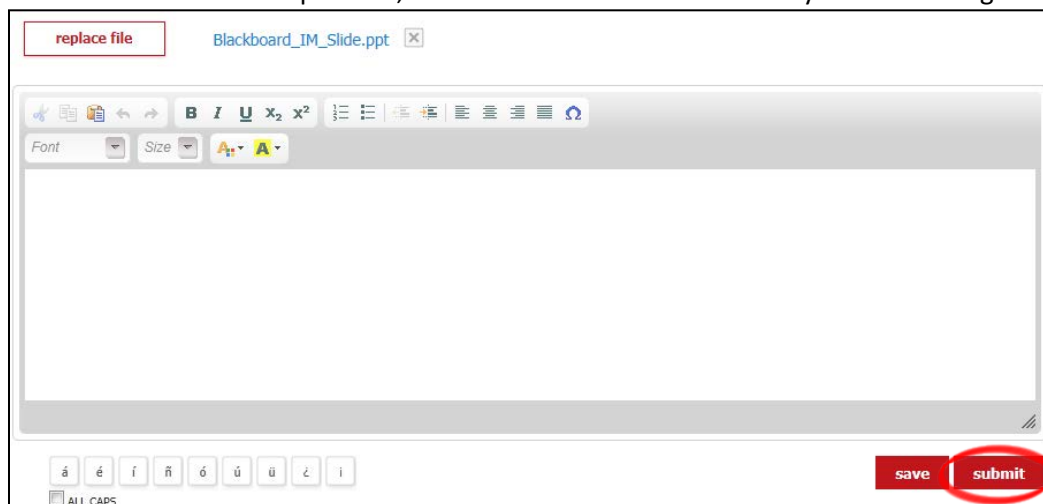 replace file Blackboard_IM_Slide.ppt
B I U x₂ x² Ω
Font Size A A
á é í ñ ó ú ü ¿ i save submit
ALL CAPS